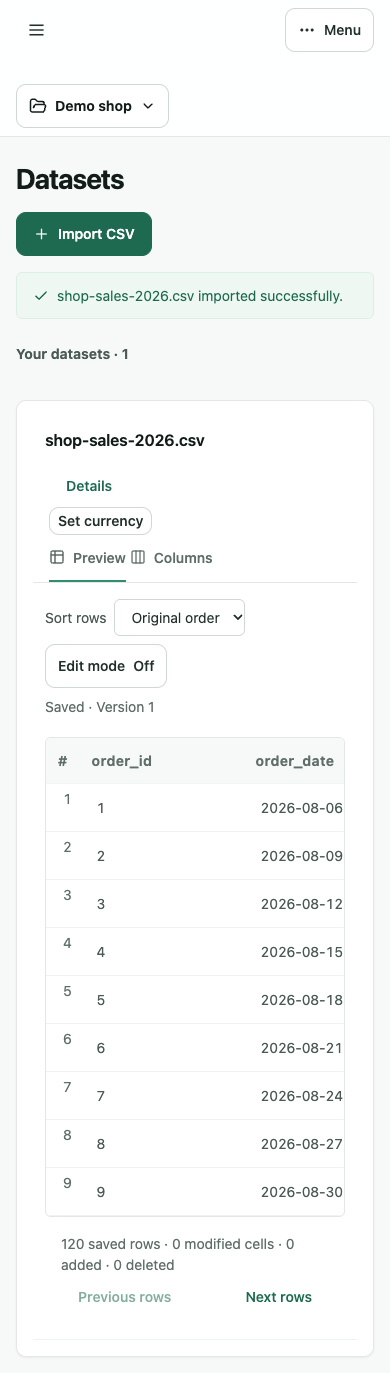 Menu
Demo shop
Datasets
Import CSV
shop-sales-2026.csv imported successfully.
Your datasets · 1
shop-sales-2026.csv
Details
Set currency
Preview Columns
Sort rows Original order
Edit mode Off
Saved · Version 1
# order_id order_date
1 1 2026-08-06
2 2 2026-08-09
3 3 2026-08-12
4 4 2026-08-15
5 5 2026-08-18
6 6 2026-08-21
7 7 2026-08-24
8 8 2026-08-27
9 9 2026-08-30
120 saved rows · 0 modified cells · 0
added · 0 deleted
Previous rows Next rows